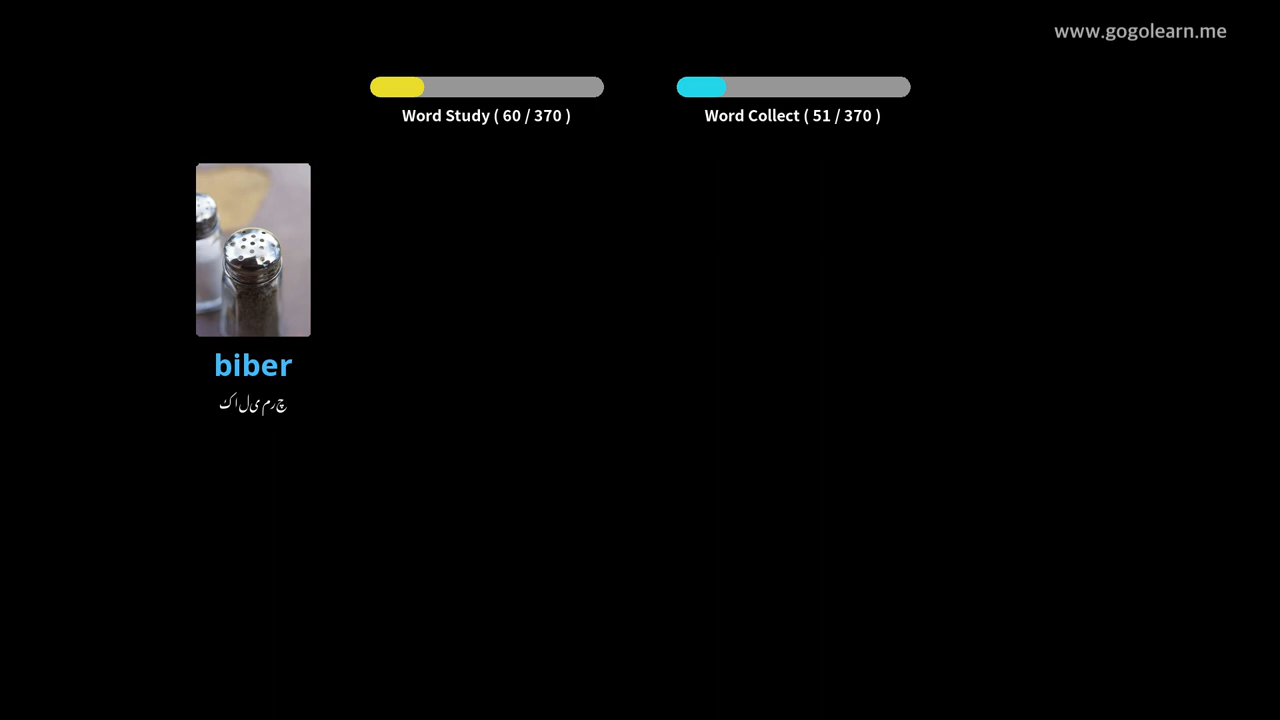 www.gogolearn.me
Word Study ( 60 / 370 )
Word Collect ( 51 / 370 )
biber
کالی مرچ